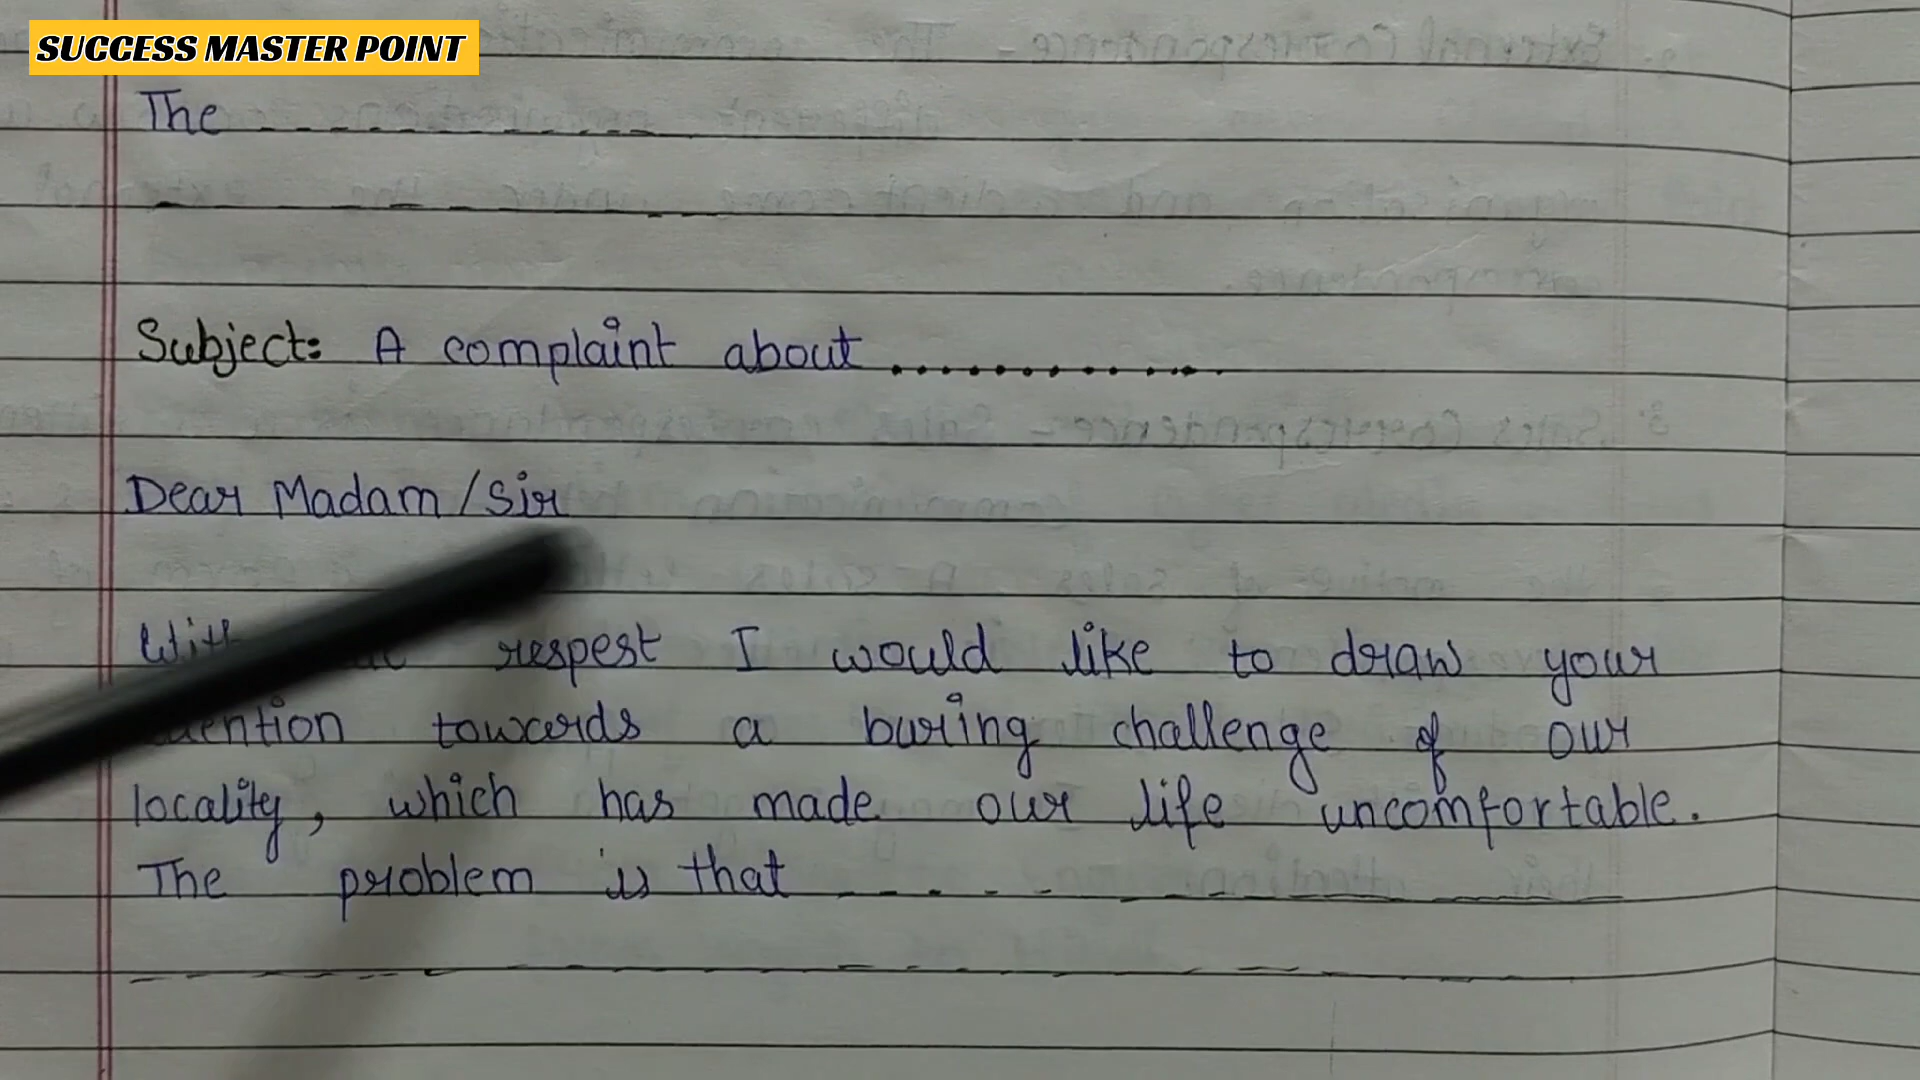 SUCCESS MASTER POINT
The ------------
- - - - - - - -
Subject: A complaint about .............
Dear Madam/Sir
respest I would like to draw your
towards a buring challenge of our
locality, which has made our life uncomfortable.
The problem is that - - - - - - - -
- - - - - - - - - -